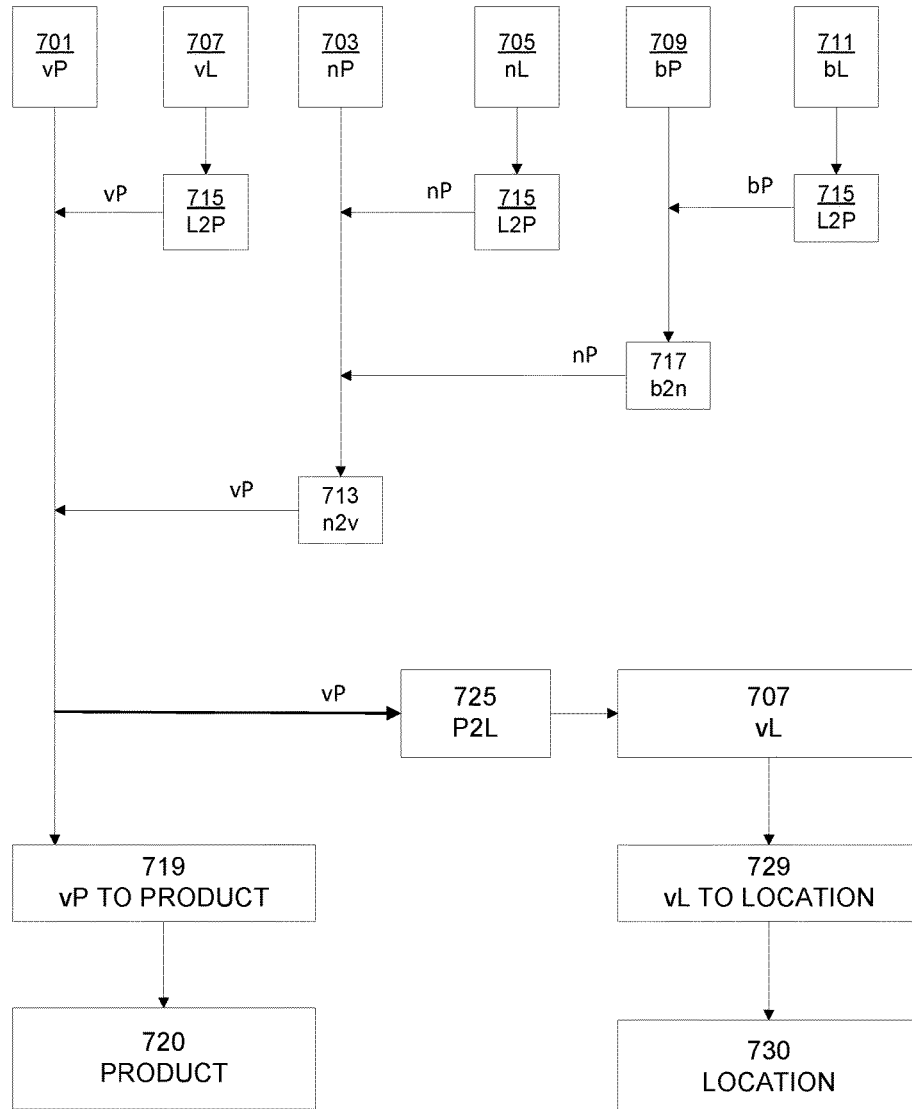 701
vP
707
vL
703
nP
705
nL
709
bP
711
bL
vP
715
L2P
nP
715
L2P
bP
715
L2P
nP
717
b2n
vP
713
n2v
vP
725
P2L
707
vL
719
vP TO PRODUCT
729
vL TO LOCATION
720
PRODUCT
730
LOCATION